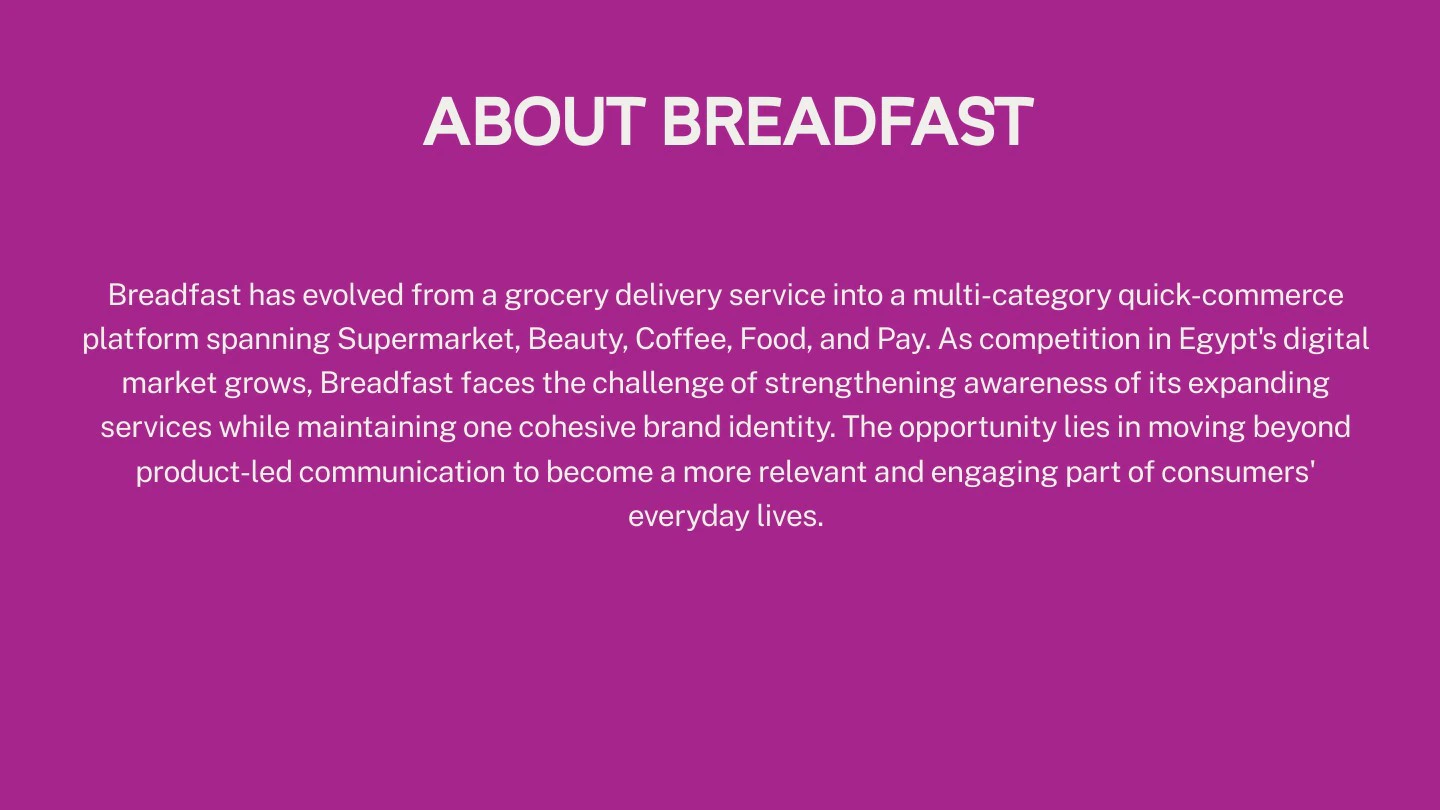 ABOUT BREADFAST
Breadfast has evolved from a grocery delivery service into a multi-category quick-commerce
platform spanning Supermarket, Beauty, Coffee, Food, and Pay. As competition in Egypt's digital
market grows, Breadfast faces the challenge of strengthening awareness of its expanding
services while maintaining one cohesive brand identity. The opportunity lies in moving beyond
product-led communication to become a more relevant and engaging part of consumers'
everyday lives.